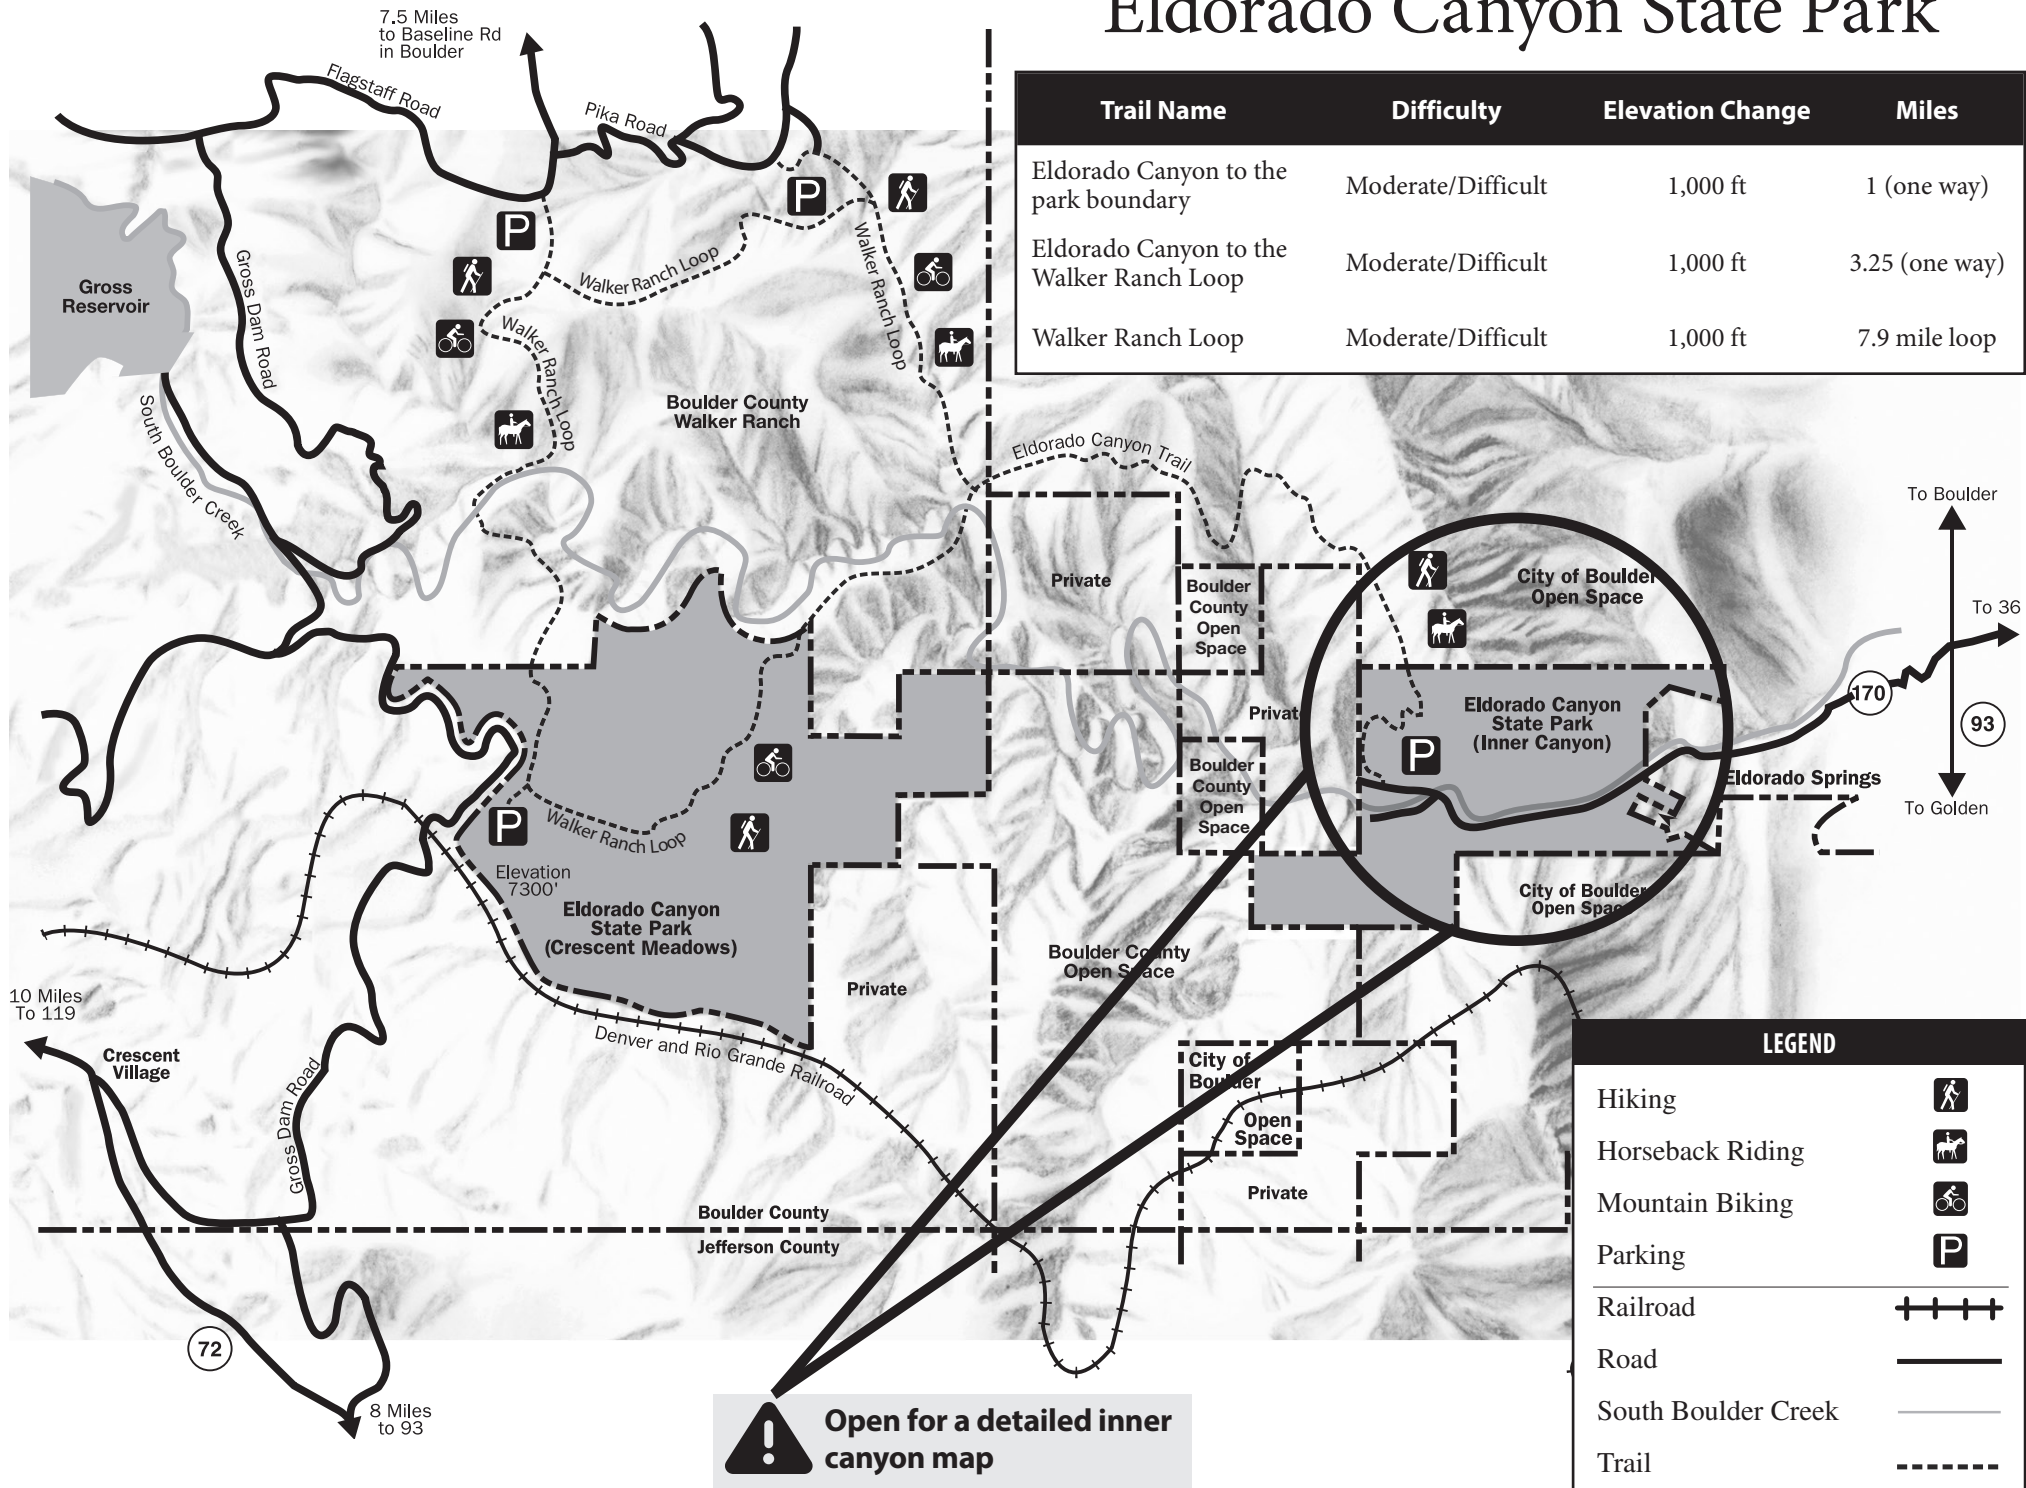 Eldorado Canyon State Park
Trail Name Difficulty Elevation Change Miles
Eldorado Canyon to the
park boundary
Moderate/Difficult 1,000 ft 1 (one way)
Eldorado Canyon to the
Walker Ranch Loop
Moderate/Difficult 1,000 ft 3.25 (one way)
Walker Ranch Loop Moderate/Difficult 1,000 ft 7.9 mile loop
7.5 Miles
to Baseline Rd
in Boulder
Flagstaff Road
Pika Road
P
P
Gross
Reservoir
Gross Dam Road
Walker Ranch Loop
Walker Ranch Loop
Walker Ranch Loop
Boulder County
Walker Ranch
South Boulder Creek
Eldorado Canyon Trail
To Boulder
To 36
170
93
To Golden
Private
Boulder
County
Open
Space
City of Boulder
Open Space
Private
Eldorado Canyon
State Park
(Inner Canyon)
P
Boulder
County
Open
Space
Eldorado Springs
P
Walker Ranch Loop
Elevation
7300'
Eldorado Canyon
State Park
(Crescent Meadows)
City of Boulder
Open Space
Boulder County
Open Space
Private
10 Miles
To 119
Crescent
Village
Denver and Rio Grande Railroad
Gross Dam Road
City of
Boulder
Open
Space
Private
Boulder County
Jefferson County
72
8 Miles
to 93
Open for a detailed inner
canyon map
LEGEND
Hiking
Horseback Riding
Mountain Biking
Parking P
Railroad
Road
South Boulder Creek
Trail